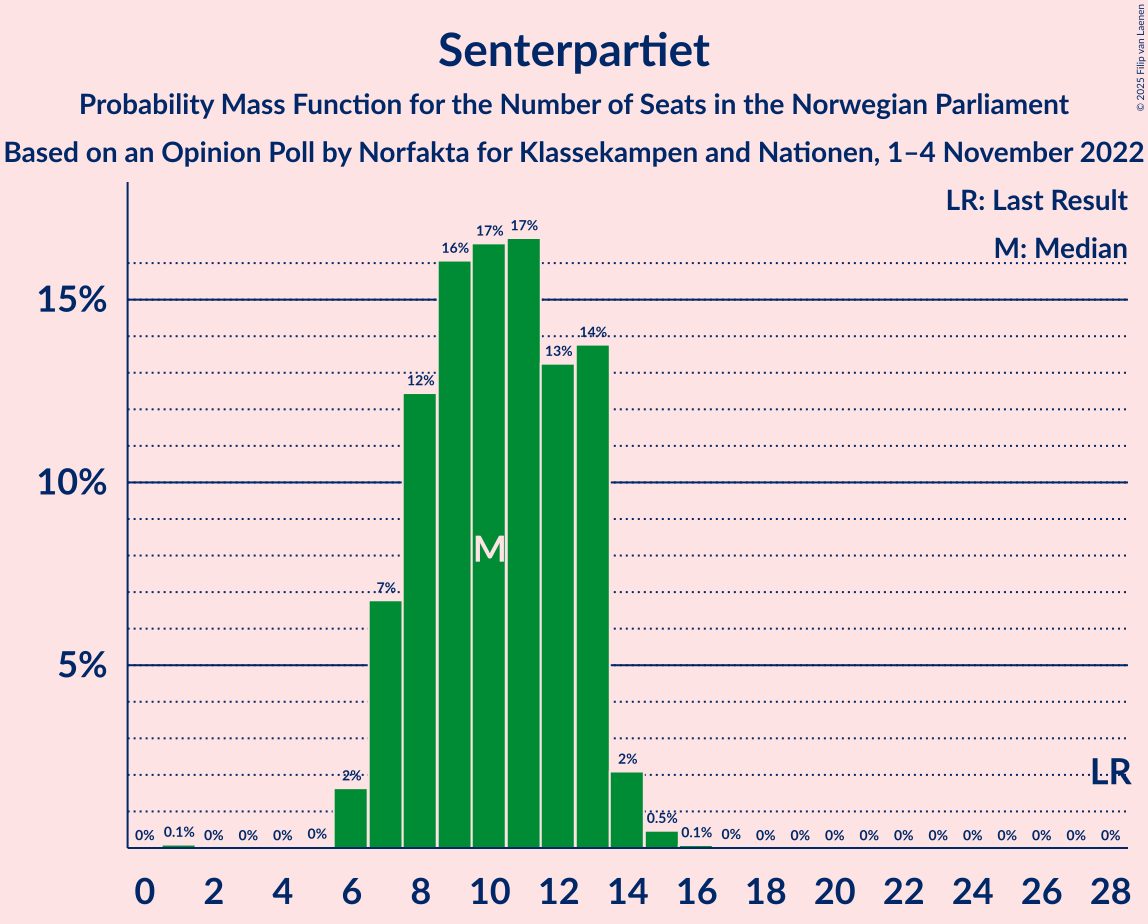 Senterpartiet
Probability Mass Function for the Number of Seats in the Norwegian Parliament
Based on an Opinion Poll by Norfakta for Klassekampen and Nationen, 1–4 November 2022
© 2025 Filip van Laenen
LR: Last Result
M: Median
15%
10%
5%
0% 0.1% 0% 0% 0% 0% 2% 7% 12% 16% 17% 17% 13% 14% 2% 0.5% 0.1% 0% 0% 0% 0% 0% 0% 0% 0% 0% 0% 0% 0%
M
LR
0 2 4 6 8 10 12 14 16 18 20 22 24 26 28